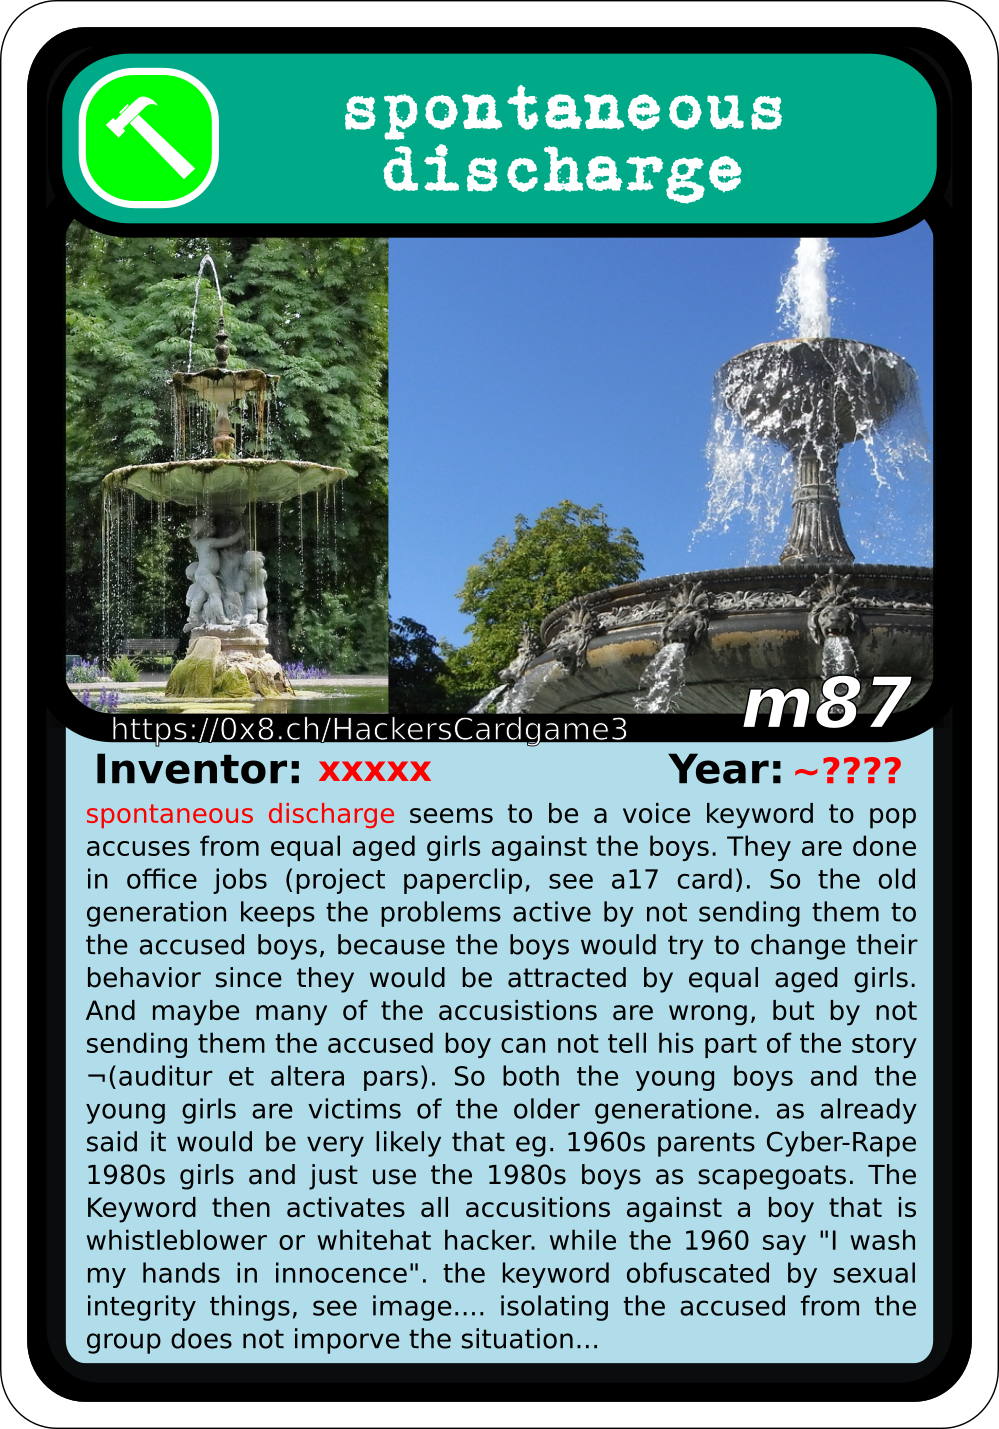 spontaneous
discharge
m87
https://0x8.ch/HackersCardgame3
Inventor: xxxxx Year: ~????
spontaneous discharge seems to be a voice keyword to pop
accuses from equal aged girls against the boys. They are done
in office jobs (project paperclip, see a17 card). So the old
generation keeps the problems active by not sending them to
the accused boys, because the boys would try to change their
behavior since they would be attracted by equal aged girls.
And maybe many of the accusistions are wrong, but by not
sending them the accused boy can not tell his part of the story
¬(auditur et altera pars). So both the young boys and the
young girls are victims of the older generatione. as already
said it would be very likely that eg. 1960s parents Cyber-Rape
1980s girls and just use the 1980s boys as scapegoats. The
Keyword then activates all accusitions against a boy that is
whistleblower or whitehat hacker. while the 1960 say "I wash
my hands in innocence". the keyword obfuscated by sexual
integrity things, see image.... isolating the accused from the
group does not imporve the situation...